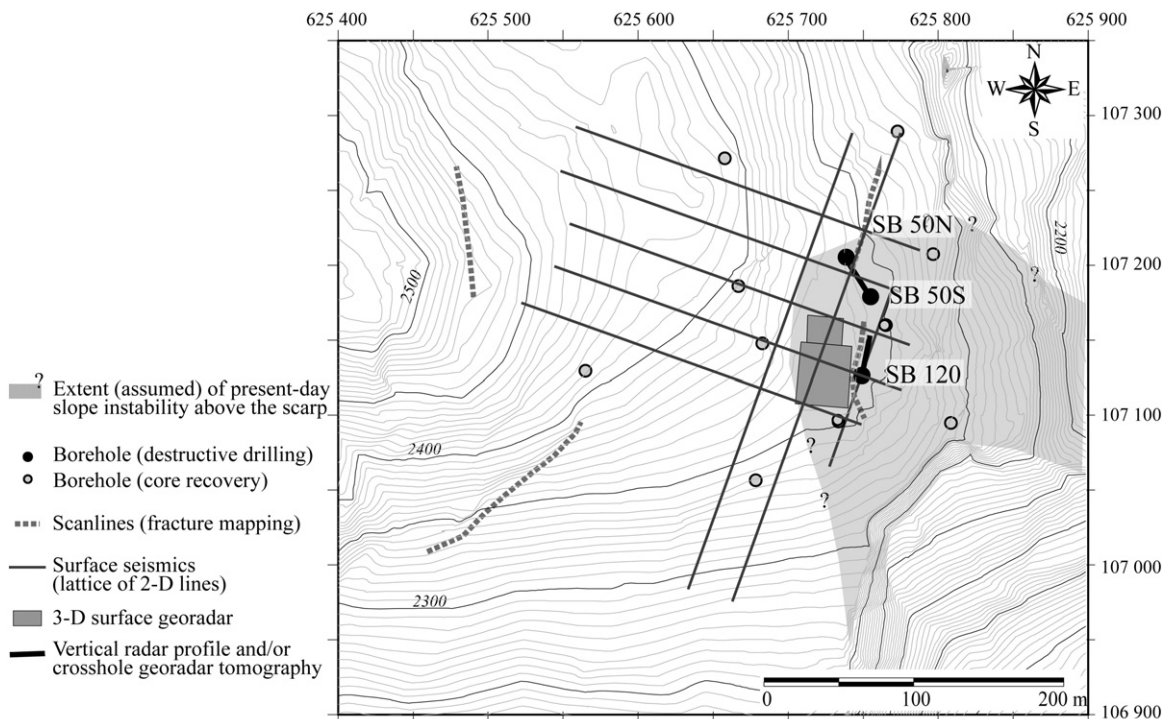 625 400 625 500 625 600 625 700 625 800 625 900
N
W E
S
107 300
SB 50N
?
2200
?
107 200
2500
SB 50S
?
Extent (assumed) of present-day
slope instability above the scarp
SB 120
107 100
Borehole (destructive drilling)
2400
?
Borehole (core recovery)
?
Scanlines (fracture mapping)
Surface seismics
(lattice of 2-D lines)
107 000
2300
3-D surface georadar
Vertical radar profile and/or
crosshole georadar tomography
0 100 200 m
106 900